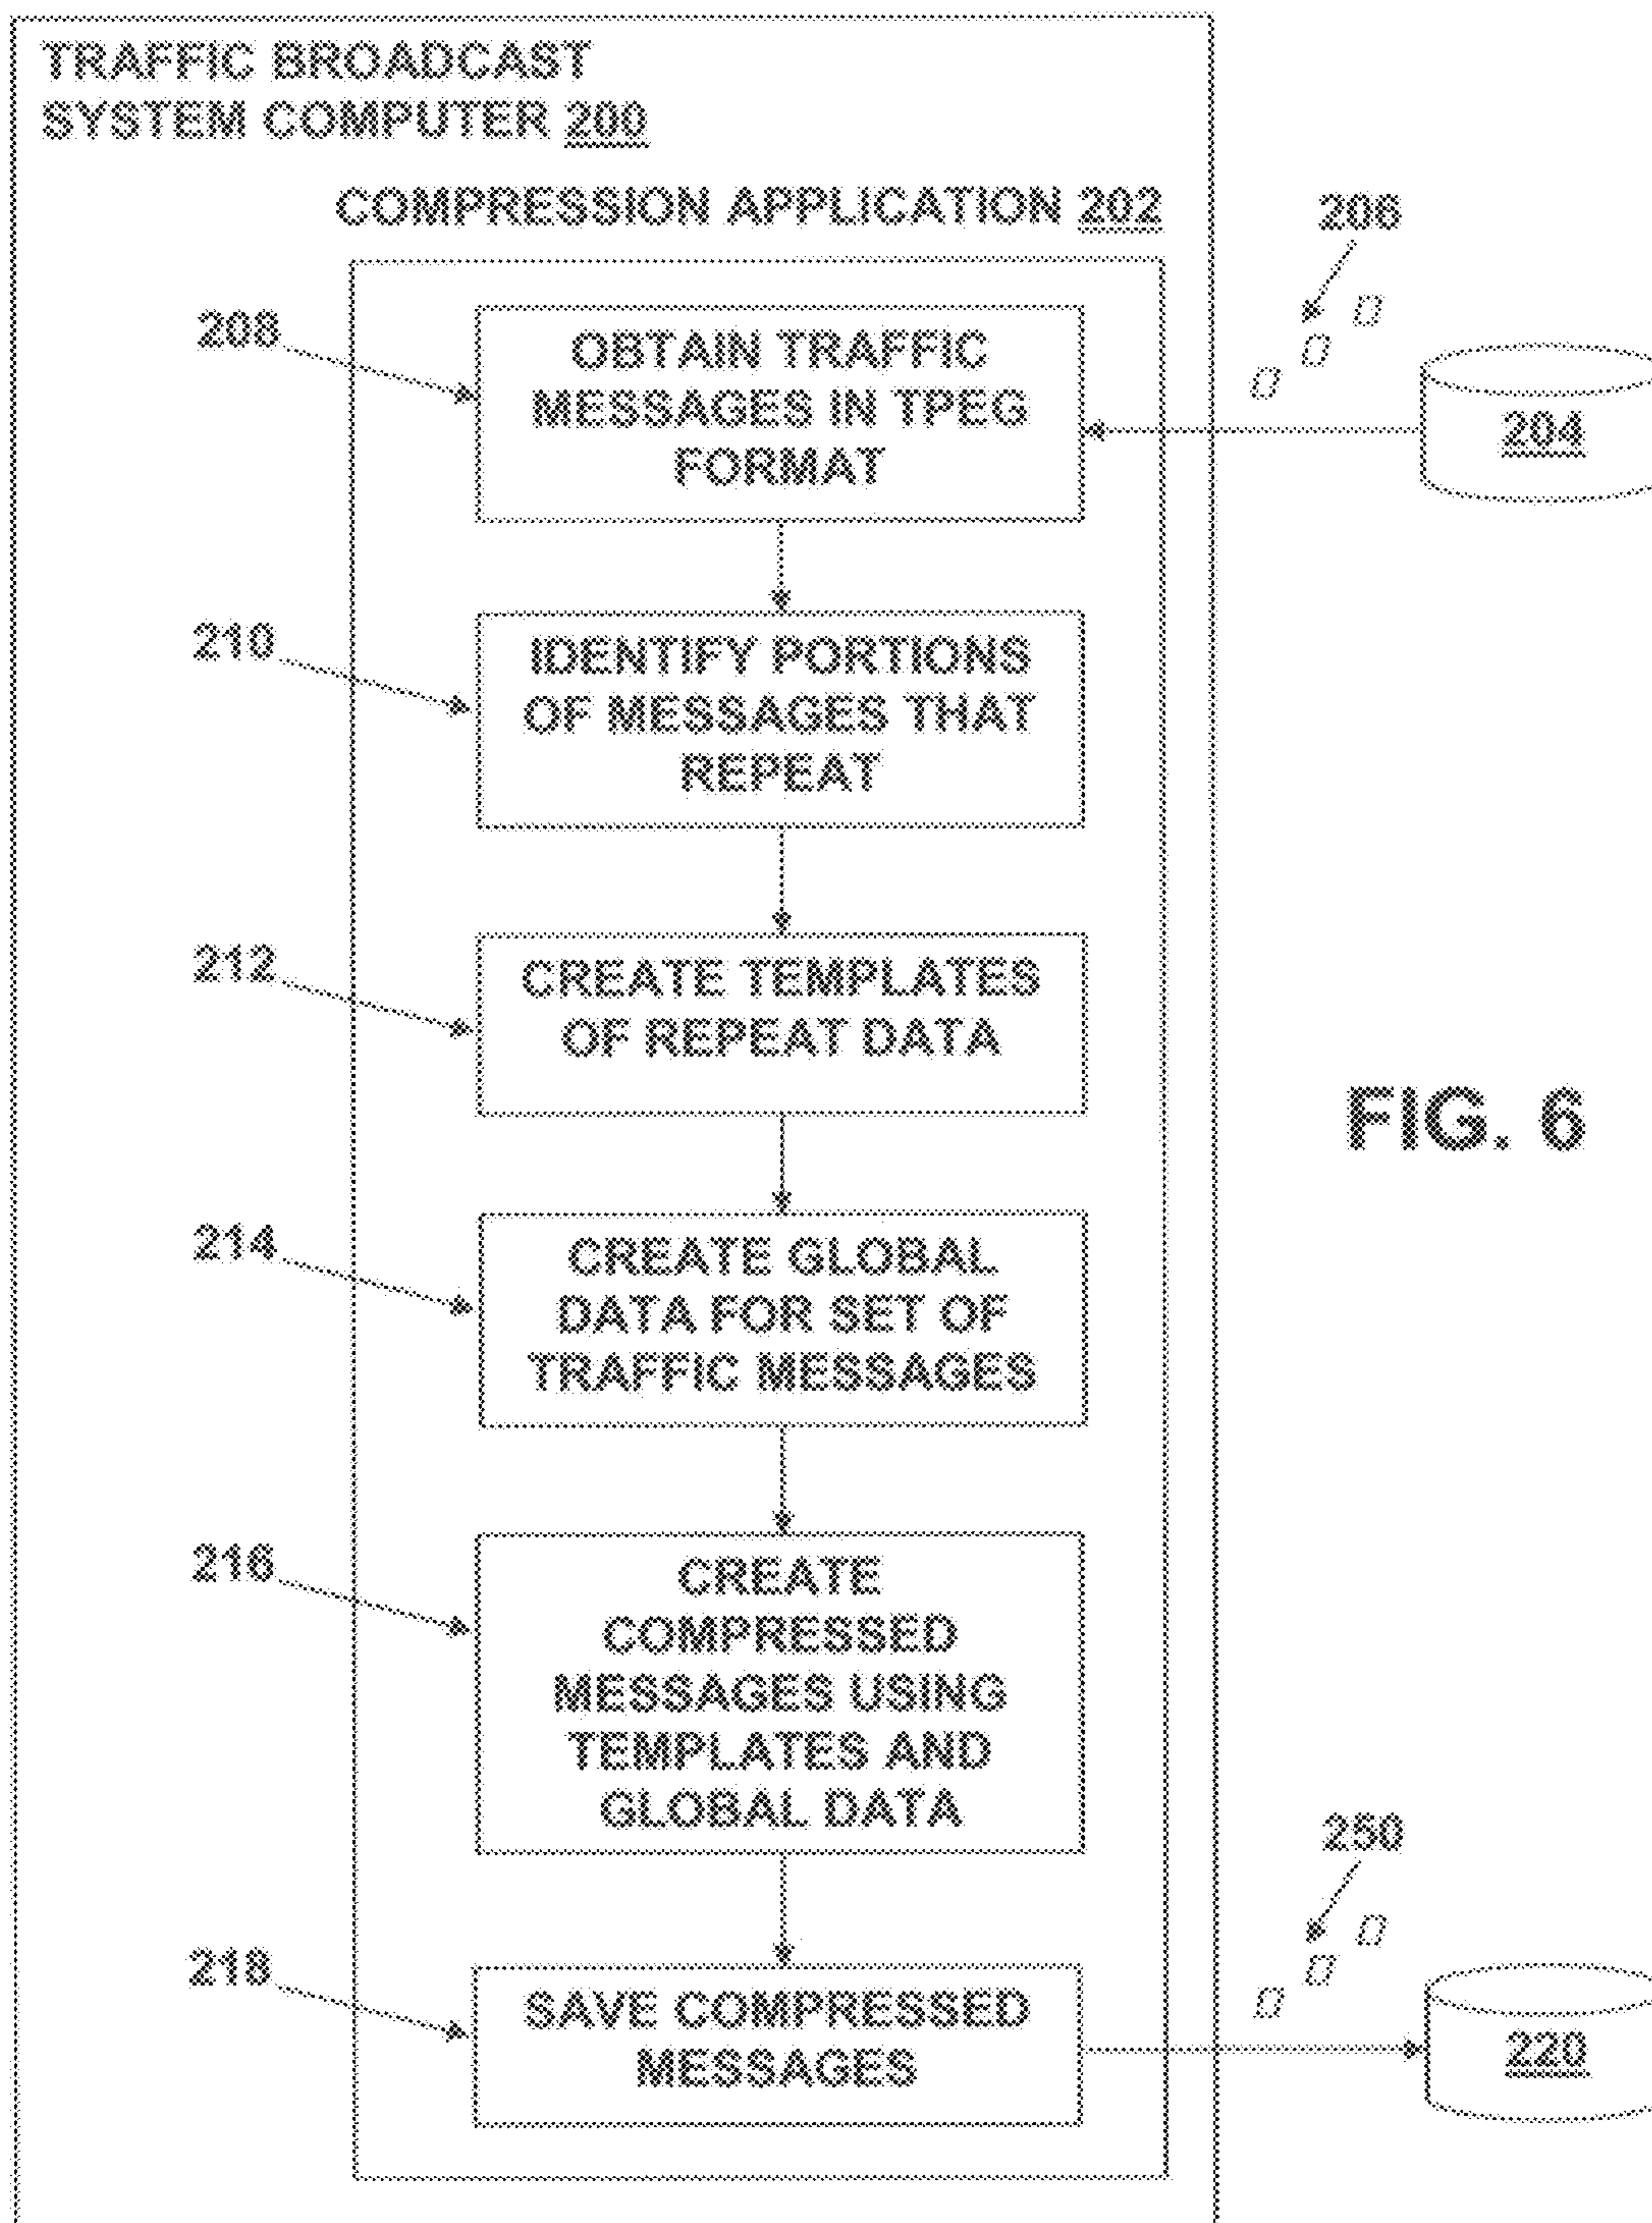 TRAFFIC BROADCAST
SYSTEM COMPUTER 200
COMPRESSION APPLICATION 202
206
208
OBTAIN TRAFFIC
MESSAGES IN TPEG
FORMAT
204
210
IDENTIFY PORTIONS
OF MESSAGES THAT
REPEAT
212
CREATE TEMPLATES
OF REPEAT DATA
FIG. 6
214
CREATE GLOBAL
DATA FOR SET OF
TRAFFIC MESSAGES
216
CREATE
COMPRESSED
MESSAGES USING
TEMPLATES AND
GLOBAL DATA
250
218
SAVE COMPRESSED
MESSAGES
220